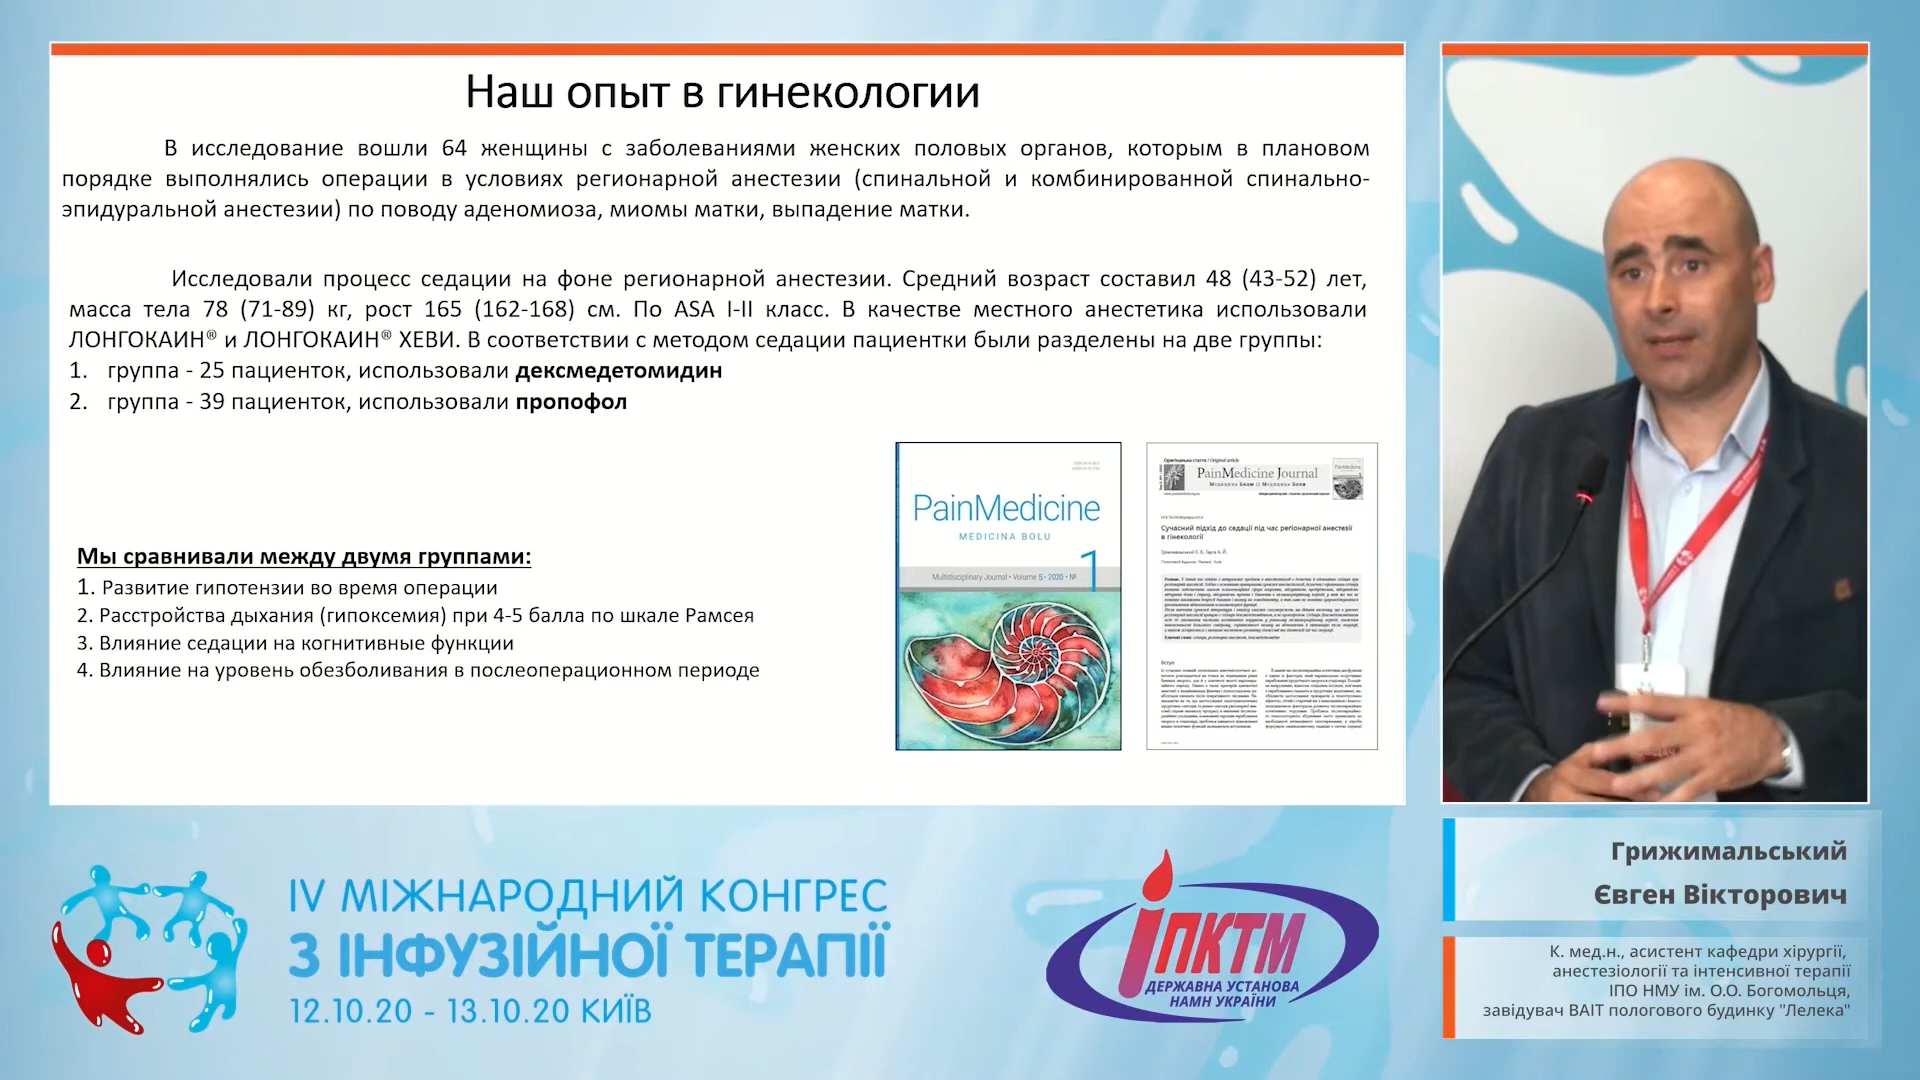 Наш опыт в гинекологии
В исследование вошли 64 женщины с заболеваниями женских половых органов, которым в плановом
порядке выполнялись операции в условиях регионарной анестезии (спинальной и комбинированной спинально-
эпидуральной анестезии) по поводу аденомиоза, миомы матки, выпадение матки.
Исследовали процесс седации на фоне регионарной анестезии. Средний возраст составил 48 (43-52) лет,
масса тела 78 (71-89) кг, рост 165 (162-168) см. По ASA I-II класс. В качестве местного анестетика использовали
ЛОНГОКАИН® и ЛОНГОКАИН® ХЕВИ. В соответствии с методом седации пациентки были разделены на две группы:
1. группа - 25 пациенток, использовали дексмедетомидин
2. группа - 39 пациенток, использовали пропофол
Мы сравнивали между двумя группами:
1. Развитие гипотензии во время операции
2. Расстройства дыхания (гипоксемия) при 4-5 балла по шкале Рамсея
3. Влияние седации на когнитивные функции
4. Влияние на уровень обезболивания в послеоперационном периоде
PainMedicine
MEDICINA BOLU
Multidisciplinary Journal • Volume 5 • 2020 • №
1
Оригінальна стаття / Original article
PainMedicine Journal
Медицина Болю // Медицина Боли
Сучасний підхід до седації під час регіонарної анестезії
в гінекології
Вступ
IV МІЖНАРОДНИЙ КОНГРЕС
З ІНФУЗІЙНОЇ ТЕРАПІЇ
12.10.20 - 13.10.20 КИЇВ
ІПКТМ
ДЕРЖАВНА УСТАНОВА
НАМН УКРАЇНИ
Грижимальський
Євген Вікторович
К. мед.н., асистент кафедри хірургії,
анестезіології та інтенсивної терапії
ІПО НМУ ім. О.О. Богомольця,
завідувач ВАІТ пологового будинку "Лелека"